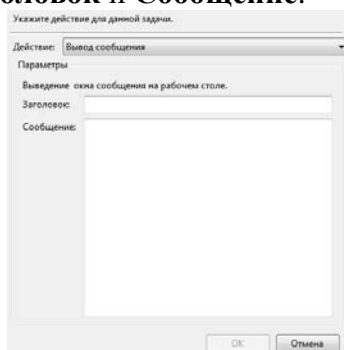 оловок и Сообщение.
Укажите действие для данной задачи.
Действие: Вывод сообщения
Параметры
Выведение окна сообщения на рабочем столе.
Заголовок:
Сообщение:
ОК Отмена